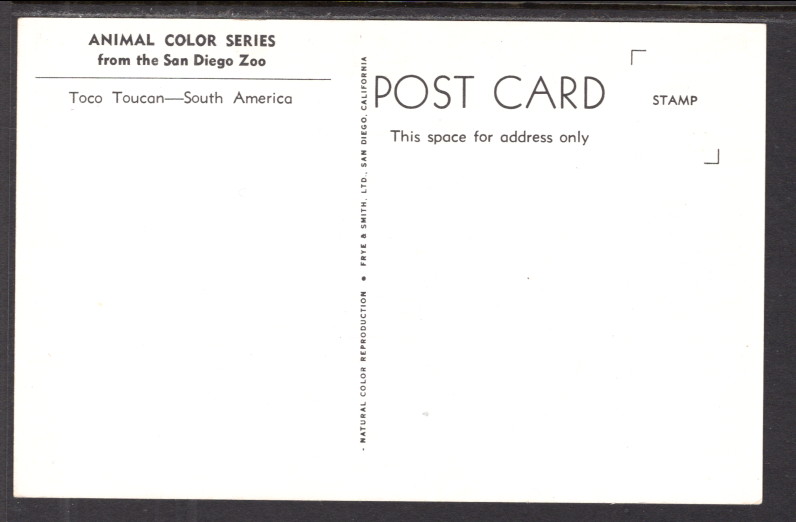 ANIMAL COLOR SERIES
from the San Diego Zoo
Toco Toucan—South America
- NATURAL COLOR REPRODUCTION • FRYE & SMITH, LTD., SAN DIEGO, CALIFORNIA
POST CARD
This space for address only
STAMP